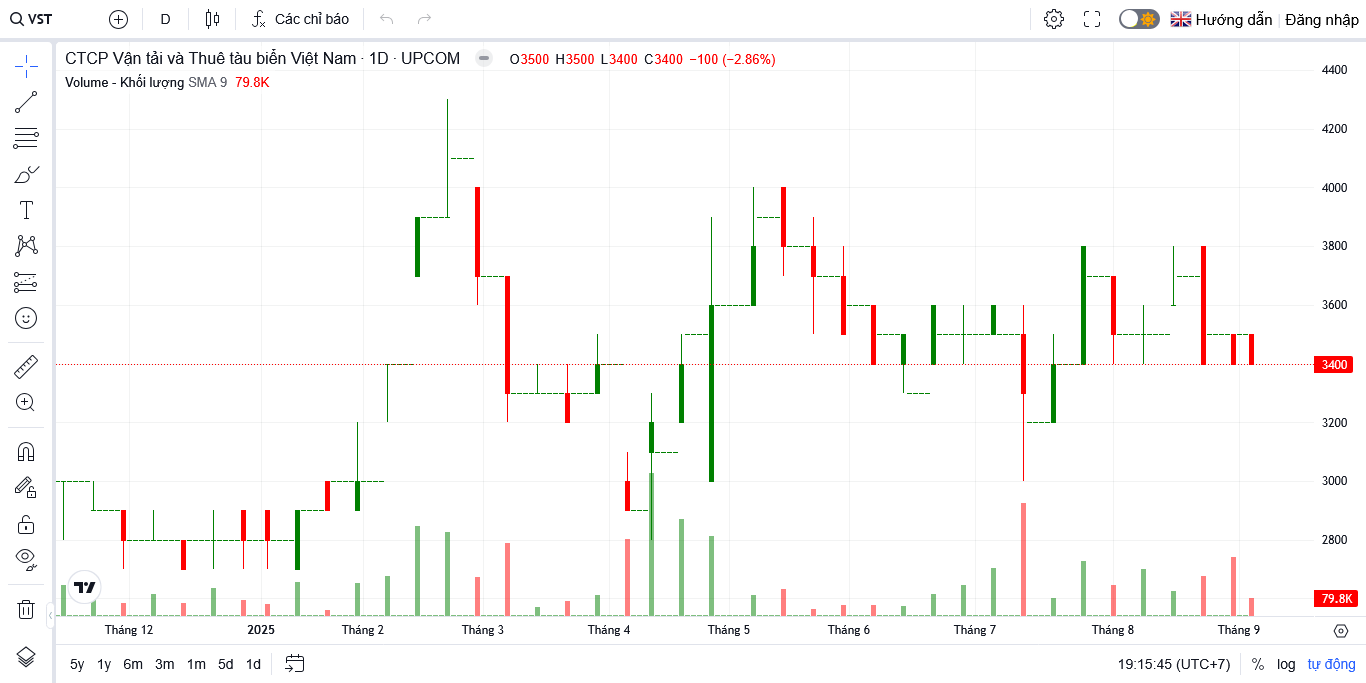 VST D Các chỉ báo Hướng dẫn Đăng nhập
CTCP Vận tải và Thuê tàu biển Việt Nam · 1D · UPCOM O3500 H3500 L3400 C3400 −100 (−2.86%)
Volume - Khối lượng SMA 9 79.8K
4400
4200
4000
3800
3600
3400
3200
3000
2800
79.8K
Tháng 12 2025 Tháng 2 Tháng 3 Tháng 4 Tháng 5 Tháng 6 Tháng 7 Tháng 8 Tháng 9
5y 1y 6m 3m 1m 5d 1d 19:15:45 (UTC+7) % log tự động